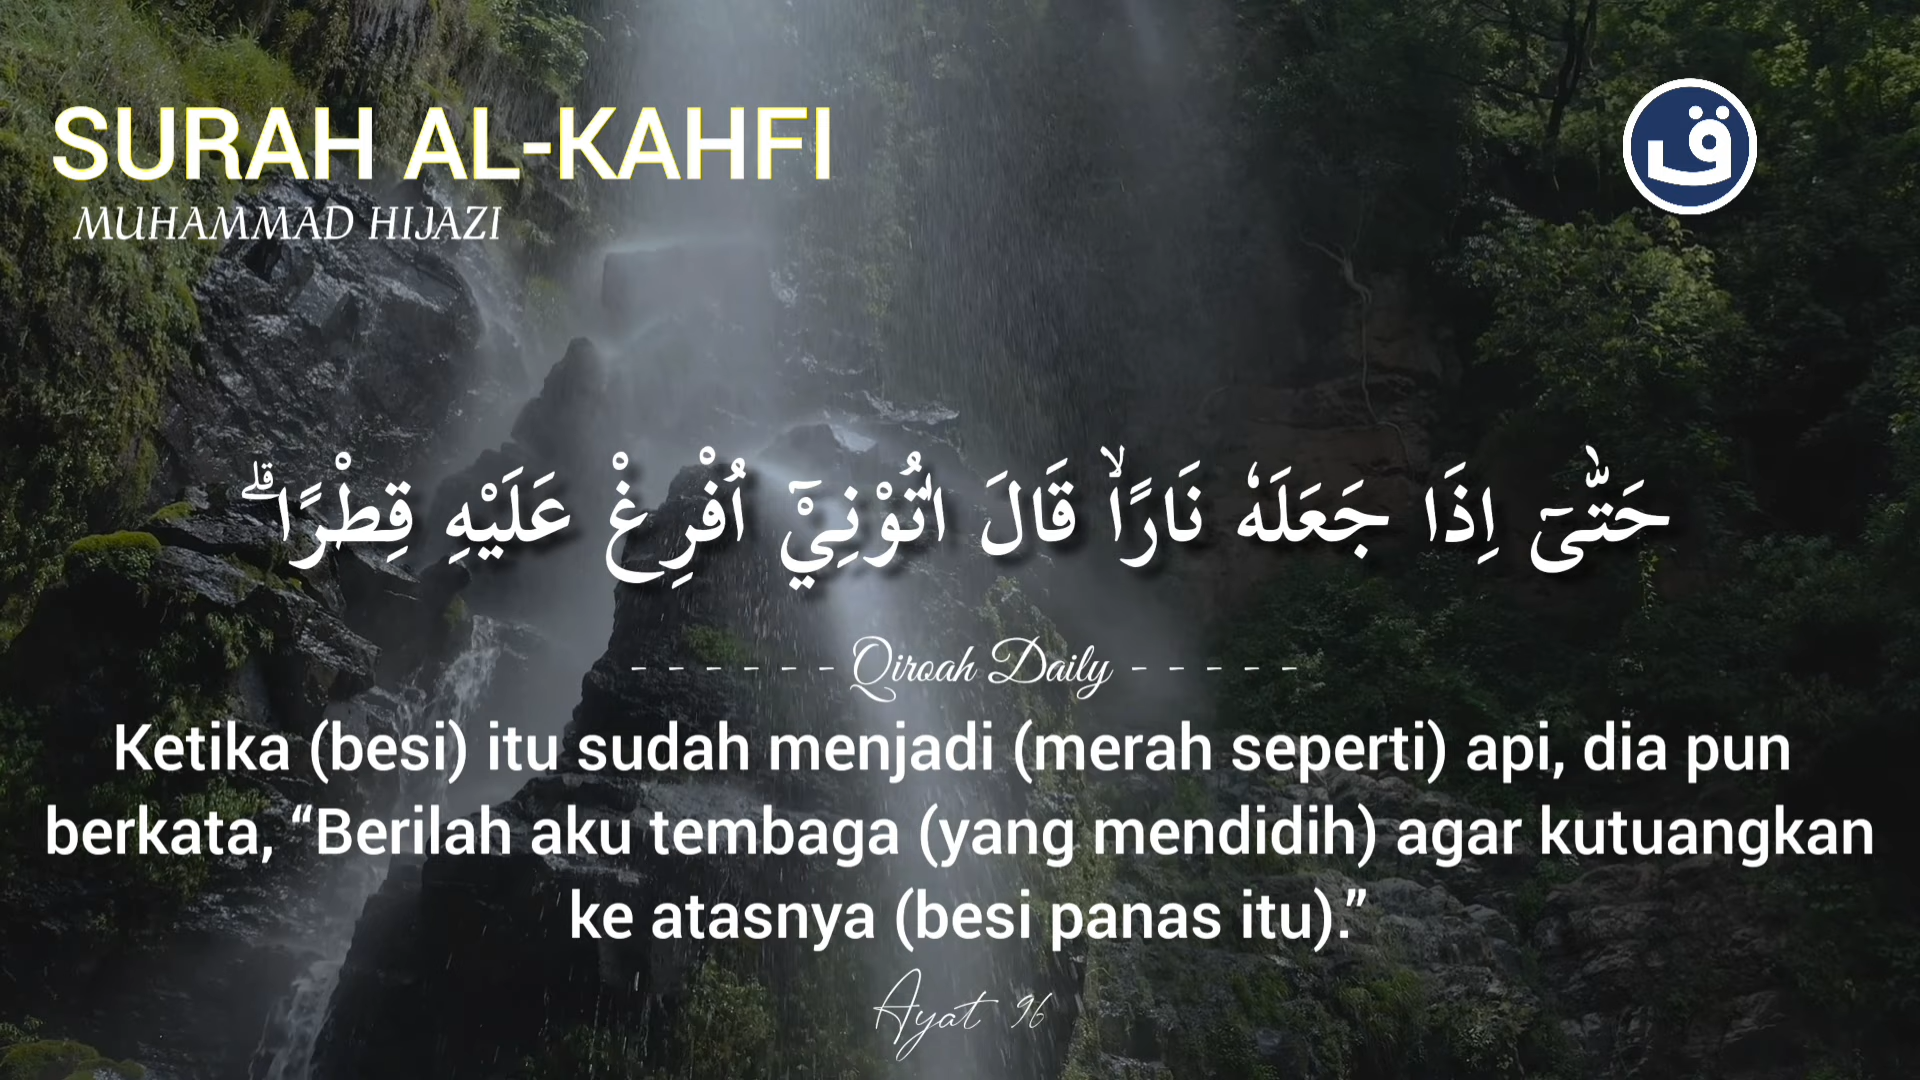 SURAH AL-KAHFI
MUHAMMAD HIJAZI
ق
حَتّٰىٓ اِذَا جَعَلَهٗ نَارًاۙ قَالَ اٰتُوْنِيْٓ اُفْرِغْ عَلَيْهِ قِطْرًاۗ
- - - - - - Qiroah Daily - - - - -
Ketika (besi) itu sudah menjadi (merah seperti) api, dia pun
berkata, “Berilah aku tembaga (yang mendidih) agar kutuangkan
ke atasnya (besi panas itu).”
Ayat 96